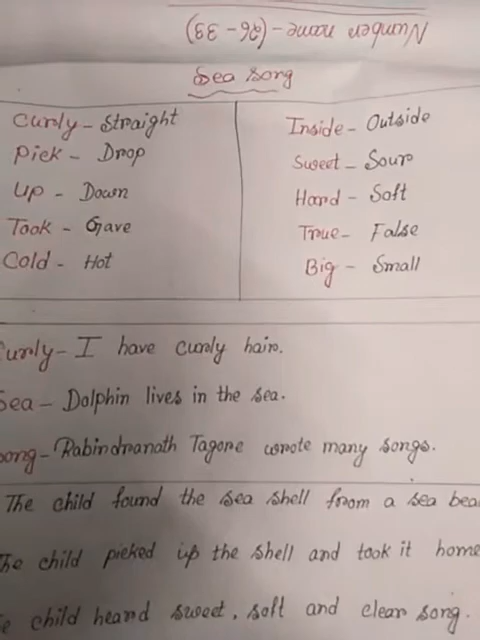 Number name - (26 - 33)
Sea song
Curly - Straight
Pick - Drop
Up - Down
Took - Gave
Cold - Hot
Inside - Outside
Sweet - Sour
Hard - Soft
True - False
Big - Small
Curly - I have curly hair.
Sea - Dolphin lives in the sea.
Song - Rabindranath Tagore wrote many songs.
The child found the sea shell from a sea
The child picked up the shell and took it home
child heard sweet, soft and clear song.